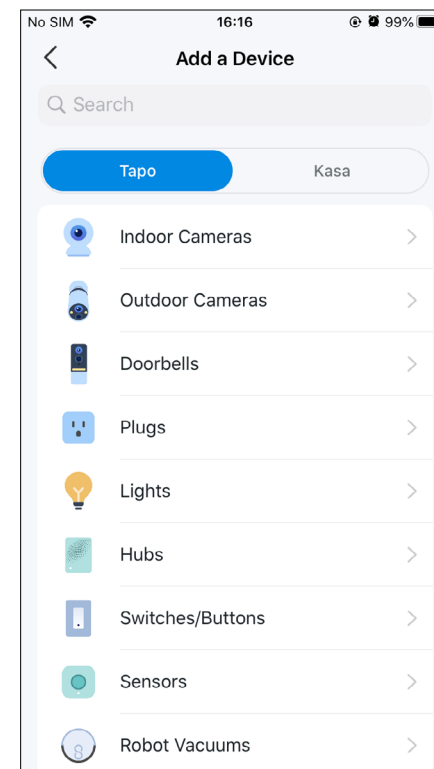 No SIM 16:16 99%
Add a Device
Search
Tapo Kasa
Indoor Cameras
Outdoor Cameras
Doorbells
Plugs
Lights
Hubs
Switches/Buttons
Sensors
Robot Vacuums